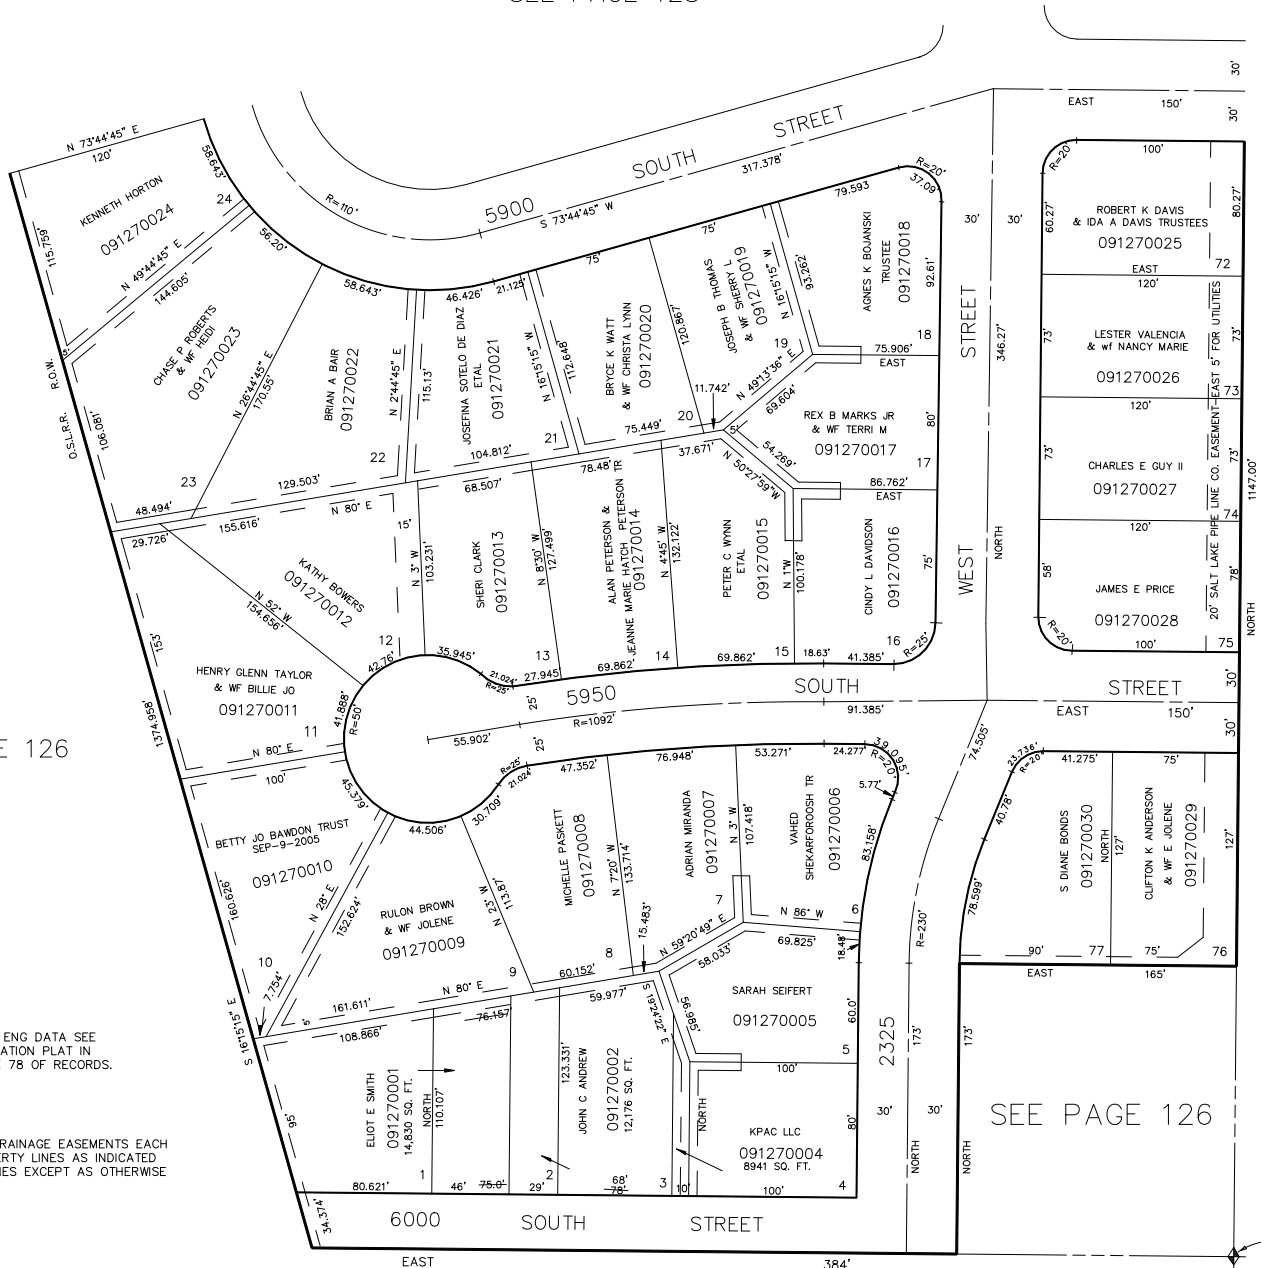 N 73°44'45" E
120'
KENNETH HORTON
091270024
24
58.643'
115.759'
N 49°44'45" E
144.605'
56.20'
R=110'
5900
SOUTH
STREET
S 73°44'45" W
317.378'
R.O.W.
O.S.L.R.R.
5'
CHASE P ROBERTS
& WF HEIDI
091270023
23
106.081'
48.494'
N 26°44'45" E
170.55'
58.643'
BRIAN A BAIR
091270022
22
129.503'
N 2°44'45" E
115.13'
46.426'
21.125'
JOSEFINA SOTELO DE DIAZ
ETAL
091270021
21
104.812'
N 16°15'15" W
112.648'
75'
BRYCE K WATT
& WF CHRISTA LYNN
091270020
20
75.449'
120.867'
75'
JOSEPH B THOMAS
& WF SHERRY L
091270019
19
N 16°15'15" W
93.262'
N 49°13'36" E
69.604'
11.742'
79.593
37.09
R=20'
AGNES K BOJANSKI
TRUSTEE
091270018
18
92.61'
75.906'
EAST
REX B MARKS JR
& WF TERRI M
091270017
17
80'
5'
54.269'
N 50°27'59"W
86.762'
EAST
CINDY L DAVIDSON
091270016
16
75'
R=25'
41.385'
18.63'
PETER C WYNN
ETAL
091270015
15
N 1°W
100.178'
37.671'
69.862'
ALAN PETERSON &
JEANNE MARIE HATCH PETERSON TR
091270014
14
78.48'
N 4°45' W
132.122'
69.862'
SHERI CLARK
091270013
13
68.507'
N 8°30' W
127.499'
27.945
21.024'
R=25'
35.945'
N 3° W
103.231'
15'
N 80° E
155.616'
29.726'
KATHY BOWERS
091270012
12
42.76'
N 52° W
154.656'
153'
HENRY GLENN TAYLOR
& WF BILLIE JO
091270011
11
41.888'
R=50'
1374.958'
N 80° E
100'
45.379'
BETTY JO BAWDON TRUST
SEP-9-2005
091270010
10
160.626'
N 28° E
152.624'
7.754'
44.506'
RULON BROWN
& WF JOLENE
091270009
9
5'
161.611'
N 80° E
30.709'
N 23° W
113.87'
R=25'
21.024'
47.352'
MICHELLE PASKETT
091270008
8
60.152'
N 7°20' W
133.714'
76.948'
ADRIAN MIRANDA
091270007
7
15.483'
N 59°20'49" E
58.033'
N 3° W
107.418'
53.271'
24.277'
R=20'
39.095'
5.77'
VAHED
SHEKARFOROOSH TR
091270006
6
83.158'
N 86° W
69.825'
18.48'
SARAH SEIFERT
091270005
5
60.0'
56.985'
S 19°24'22" E
100'
KPAC LLC
091270004
8941 SQ. FT.
4
80'
NORTH
100'
10'
3
JOHN C ANDREW
091270002
12,176 SQ. FT.
2
59.977'
123.331'
68'
78'
29'
76.157'
75.0'
46'
ELIOT E SMITH
091270001
14,830 SQ. FT.
1
108.866'
NORTH
110.107'
80.621'
95'
S 16°15'15" E
34.374'
6000
SOUTH
STREET
EAST
384'
5950
SOUTH
STREET
R=1092'
55.902'
25'
25'
91.385'
EAST
150'
30'
30'
74.505'
R=230'
2325
WEST
STREET
30'
30'
346.27'
NORTH
30'
30'
173'
NORTH
173'
NORTH
EAST
150'
30'
30'
R=20'
100'
ROBERT K DAVIS
& IDA A DAVIS TRUSTEES
091270025
72
60.27'
80.27'
EAST
120'
LESTER VALENCIA
& wf NANCY MARIE
091270026
73
73'
73'
120'
CHARLES E GUY II
091270027
74
73'
73'
120'
JAMES E PRICE
091270028
75
58'
78'
R=20'
100'
20' SALT LAKE PIPE LINE CO. EASEMENT-EAST 5' FOR UTILITIES
1147.00'
NORTH
23.736'
R=20'
41.275'
75'
40.78'
78.599'
S DIANE BONDS
091270030
NORTH
127'
77
90'
CLIFTON K ANDERSON
& WF E JOLENE
091270029
127'
76
75'
EAST
165'
SEE PAGE 126
E 126
ENG DATA SEE
ATION PLAT IN
78 OF RECORDS.
RAINAGE EASEMENTS EACH
ERTY LINES AS INDICATED
NES EXCEPT AS OTHERWISE